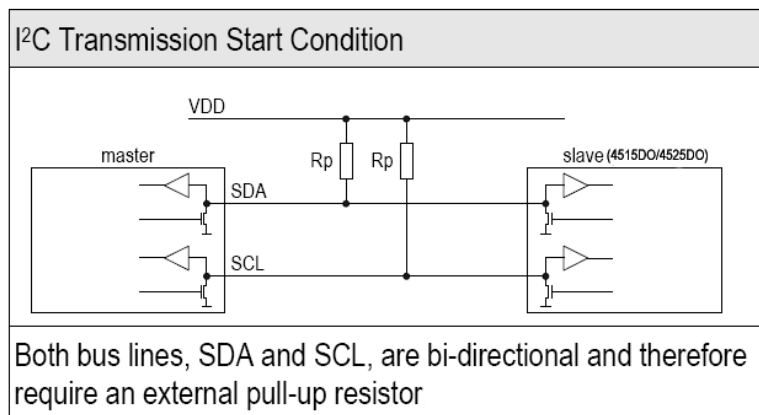 I²C Transmission Start Condition
VDD
master
Rp
Rp
slave (4515DO/4525DO)
SDA
SCL
Both bus lines, SDA and SCL, are bi-directional and therefore
require an external pull-up resistor